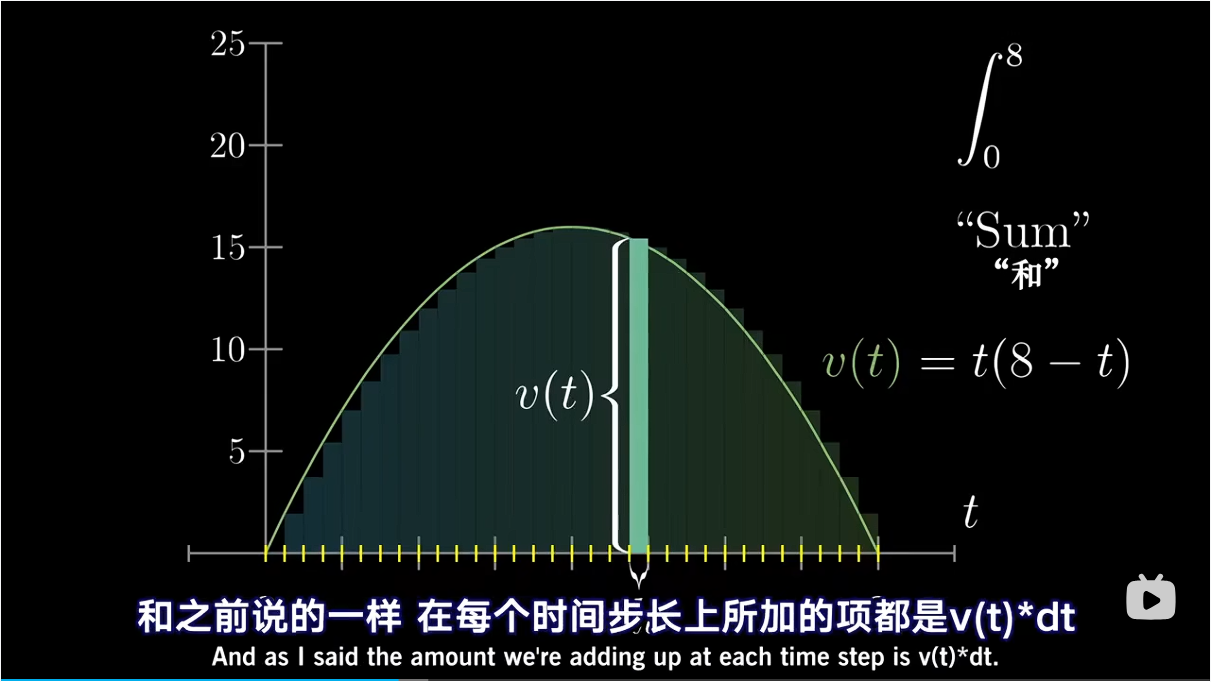 25
20
15
10
5
∫₀⁸
“Sum”
“和”
v(t) = t(8 − t)
v(t)
t
和之前说的一样 在每个时间步长上所加的项都是v(t)*dt
And as I said the amount we're adding up at each time step is v(t)*dt.